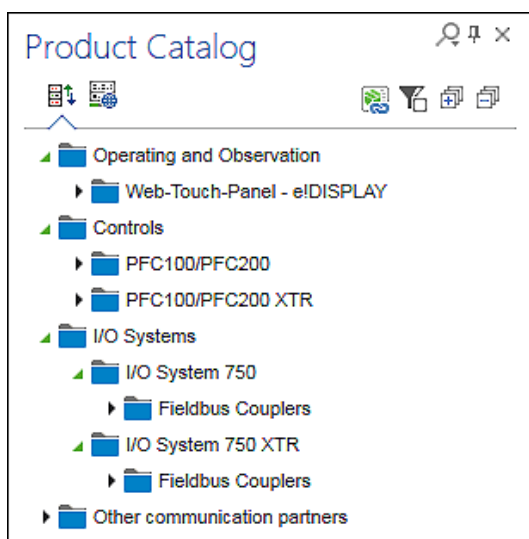 Product Catalog
Operating and Observation
Web-Touch-Panel - e!DISPLAY
Controls
PFC100/PFC200
PFC100/PFC200 XTR
I/O Systems
I/O System 750
Fieldbus Couplers
I/O System 750 XTR
Fieldbus Couplers
Other communication partners